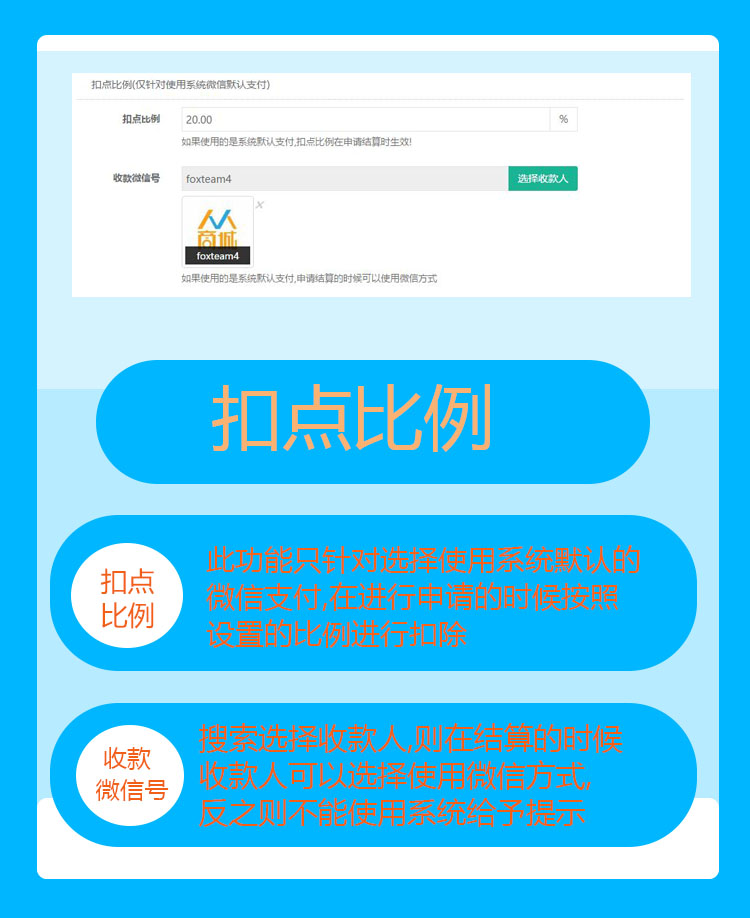 扣点比例(仅针对使用系统微信默认支付)
扣点比例
20.00
%
如果使用的是系统默认支付,扣点比例在申请结算时生效!
收款微信号
foxteam4
选择收款人
x
商城
foxteam4
如果使用的是系统默认支付,申请结算的时候可以使用微信方式
扣点比例
扣点
比例
此功能只针对选择使用系统默认的
微信支付,在进行申请的时候按照
设置的比例进行扣除
收款
微信号
搜索选择收款人,则在结算的时候
收款人可以选择使用微信方式,
反之则不能使用系统给予提示